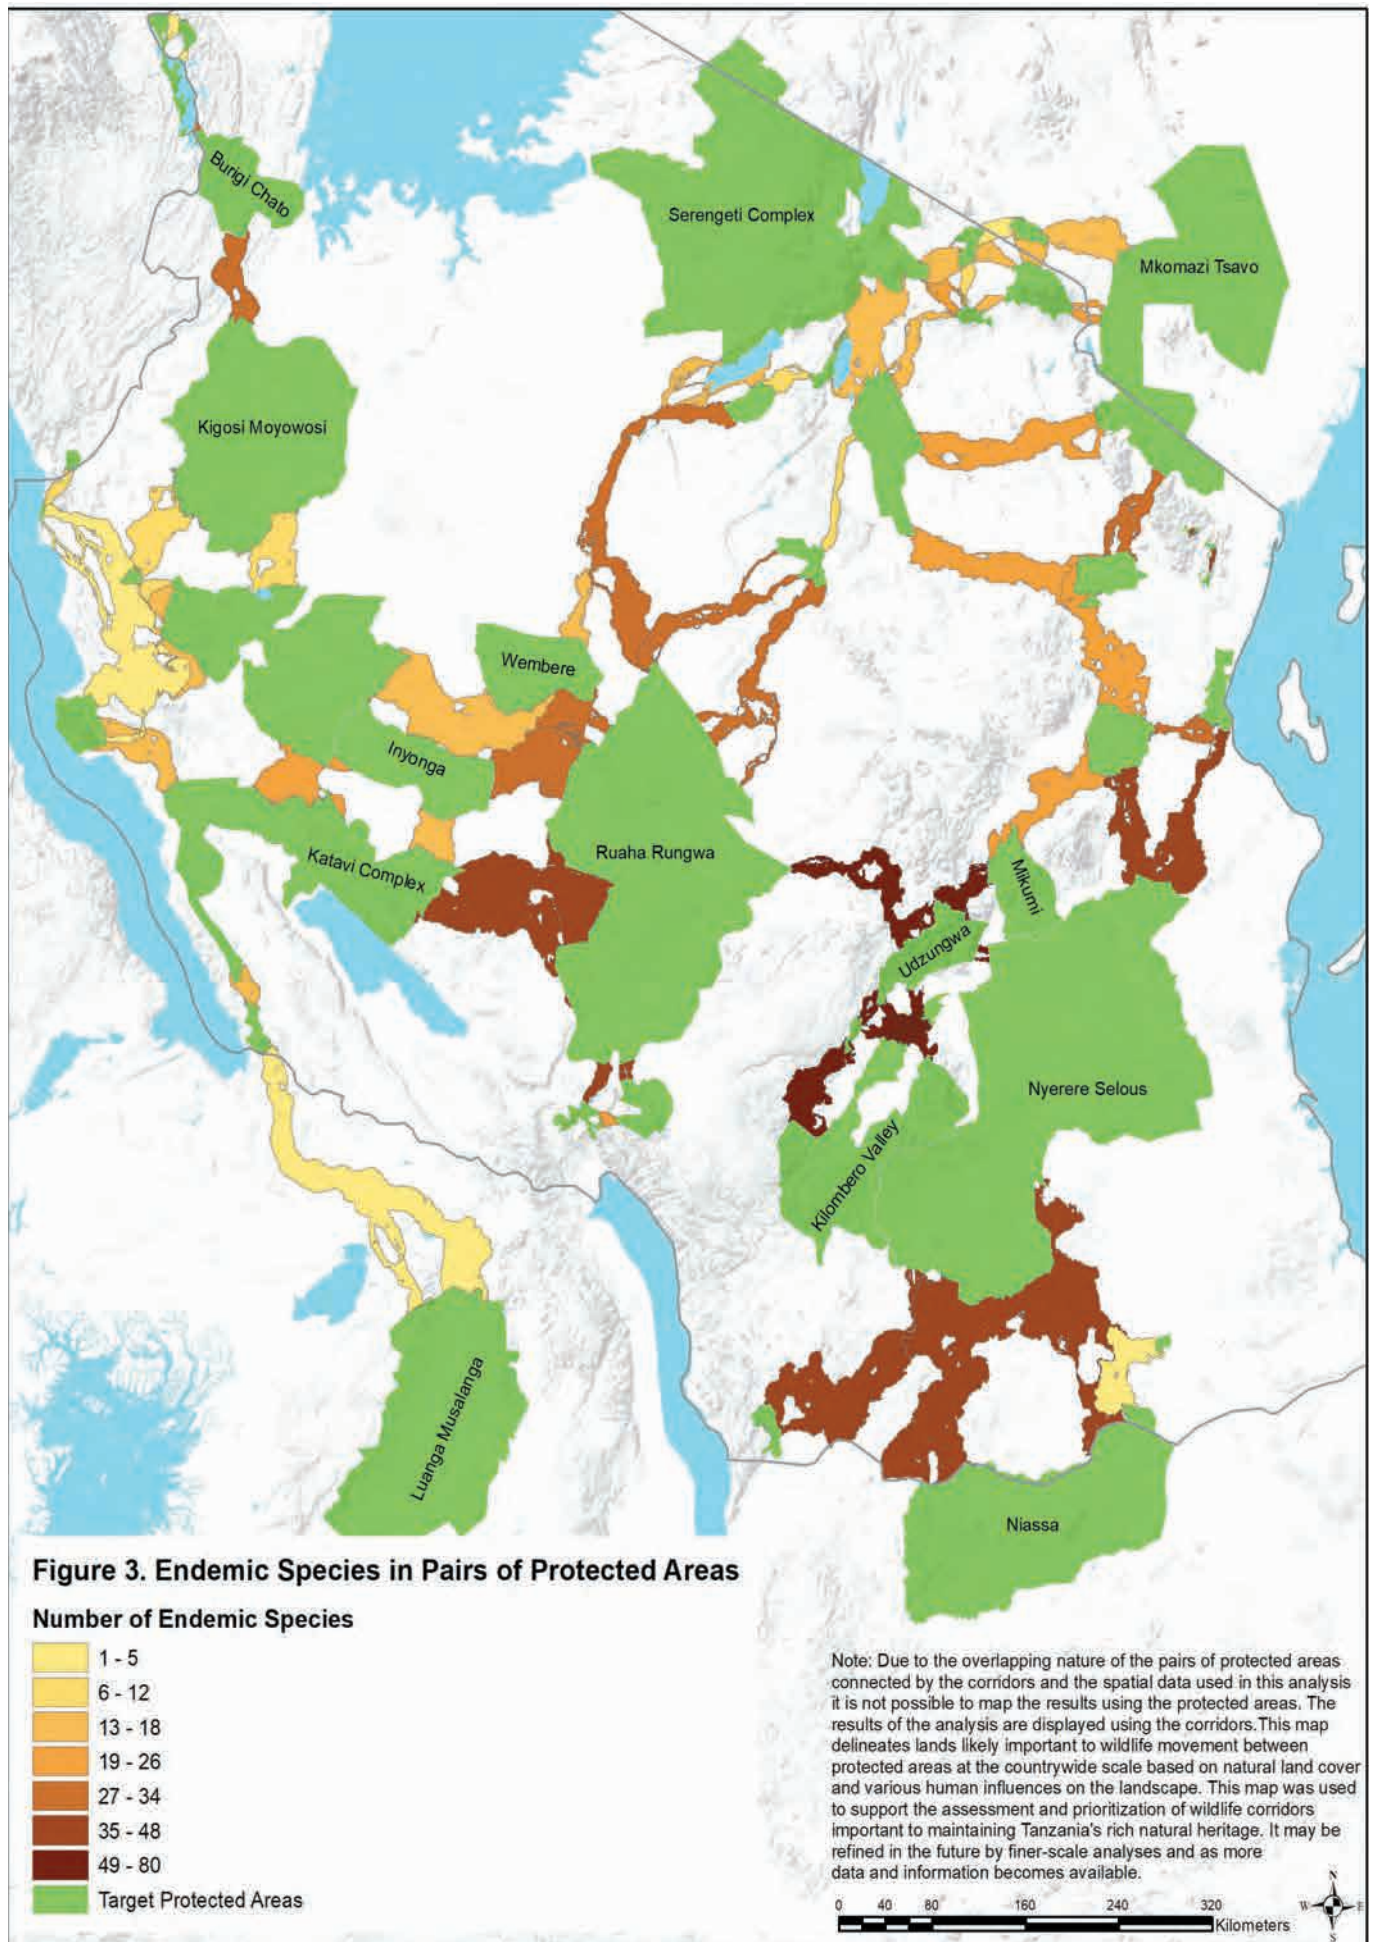 Burigi Chato
Serengeti Complex
Mkomazi Tsavo
Kigosi Moyowosi
Wembere
Inyonga
Ruaha Rungwa
Katavi Complex
Mikumi
Udzungwa
Nyerere Selous
Kilombero Valley
Luanga Musalanga
Niassa
Figure 3. Endemic Species in Pairs of Protected Areas
Number of Endemic Species
1 - 5
6 - 12
13 - 18
19 - 26
27 - 34
35 - 48
49 - 80
Target Protected Areas
Note: Due to the overlapping nature of the pairs of protected areas
connected by the corridors and the spatial data used in this analysis
it is not possible to map the results using the protected areas. The
results of the analysis are displayed using the corridors.This map
delineates lands likely important to wildlife movement between
protected areas at the countrywide scale based on natural land cover
and various human influences on the landscape. This map was used
to support the assessment and prioritization of wildlife corridors
important to maintaining Tanzania's rich natural heritage. It may be
refined in the future by finer-scale analyses and as more
data and information becomes available.
0 40 80 160 240 320
Kilometers
N
W E
S